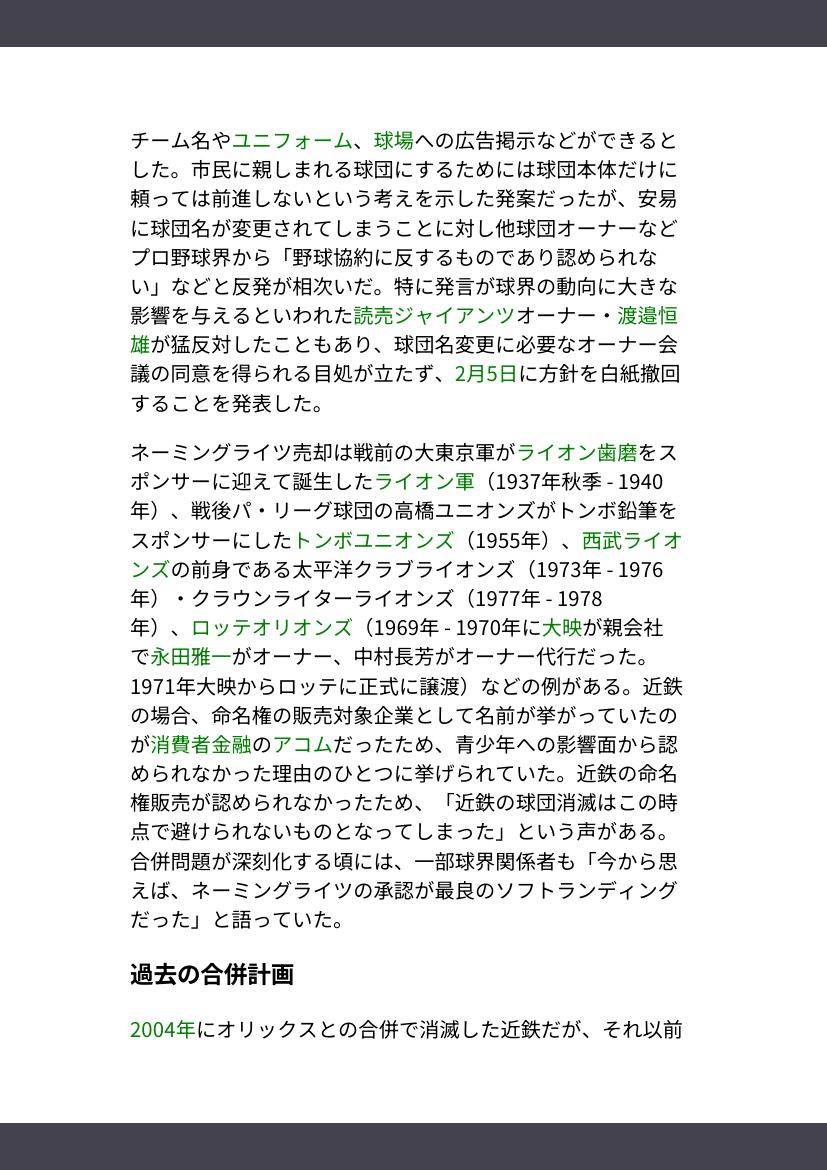 チーム名やユニフォーム、球場への広告掲示などができると
した。市民に親しまれる球団にするためには球団本体だけに
頼っては前進しないという考えを示した発案だったが、安易
に球団名が変更されてしまうことに対し他球団オーナーなど
プロ野球界から「野球協約に反するものであり認められな
い」などと反発が相次いだ。特に発言が球界の動向に大きな
影響を与えるといわれた読売ジャイアンツオーナー・渡邉恒
雄が猛反対したこともあり、球団名変更に必要なオーナー会
議の同意を得られる目処が立たず、2月5日に方針を白紙撤回
することを発表した。
ネーミングライツ売却は戦前の大東京軍がライオン歯磨をス
ポンサーに迎えて誕生したライオン軍（1937年秋季 - 1940
年）、戦後パ・リーグ球団の高橋ユニオンズがトンボ鉛筆を
スポンサーにしたトンボユニオンズ（1955年）、西武ライオ
ンズの前身である太平洋クラブライオンズ（1973年 - 1976
年）・クラウンライターライオンズ（1977年 - 1978
年）、ロッテオリオンズ（1969年 - 1970年に大映が親会社
で永田雅一がオーナー、中村長芳がオーナー代行だった。
1971年大映からロッテに正式に譲渡）などの例がある。近鉄
の場合、命名権の販売対象企業として名前が挙がっていたの
が消費者金融のアコムだったため、青少年への影響面から認
められなかった理由のひとつに挙げられていた。近鉄の命名
権販売が認められなかったため、「近鉄の球団消滅はこの時
点で避けられないものとなってしまった」という声がある。
合併問題が深刻化する頃には、一部球界関係者も「今から思
えば、ネーミングライツの承認が最良のソフトランディング
だった」と語っていた。
過去の合併計画
2004年にオリックスとの合併で消滅した近鉄だが、それ以前